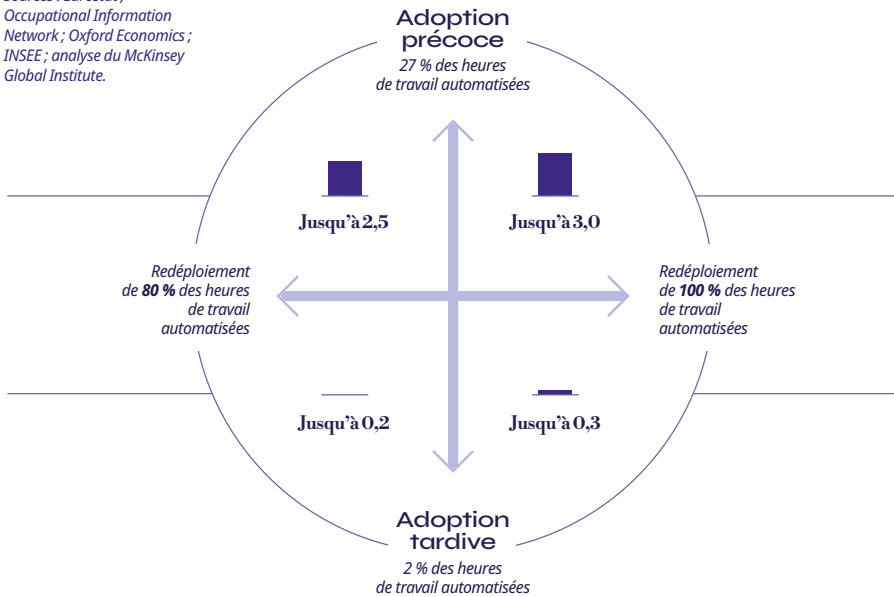 Sources : Eurostat ;
Occupational Information
Network ; Oxford Economics ;
INSEE ; analyse du McKinsey
Global Institute.
Adoption
précoce
27 % des heures
de travail automatisées
Jusqu’à 2,5
Jusqu’à 3,0
Redéploiement
de 80 % des heures
de travail
automatisées
Redéploiement
de 100 % des heures
de travail
automatisées
Jusqu’à 0,2
Jusqu’à 0,3
Adoption
tardive
2 % des heures
de travail automatisées